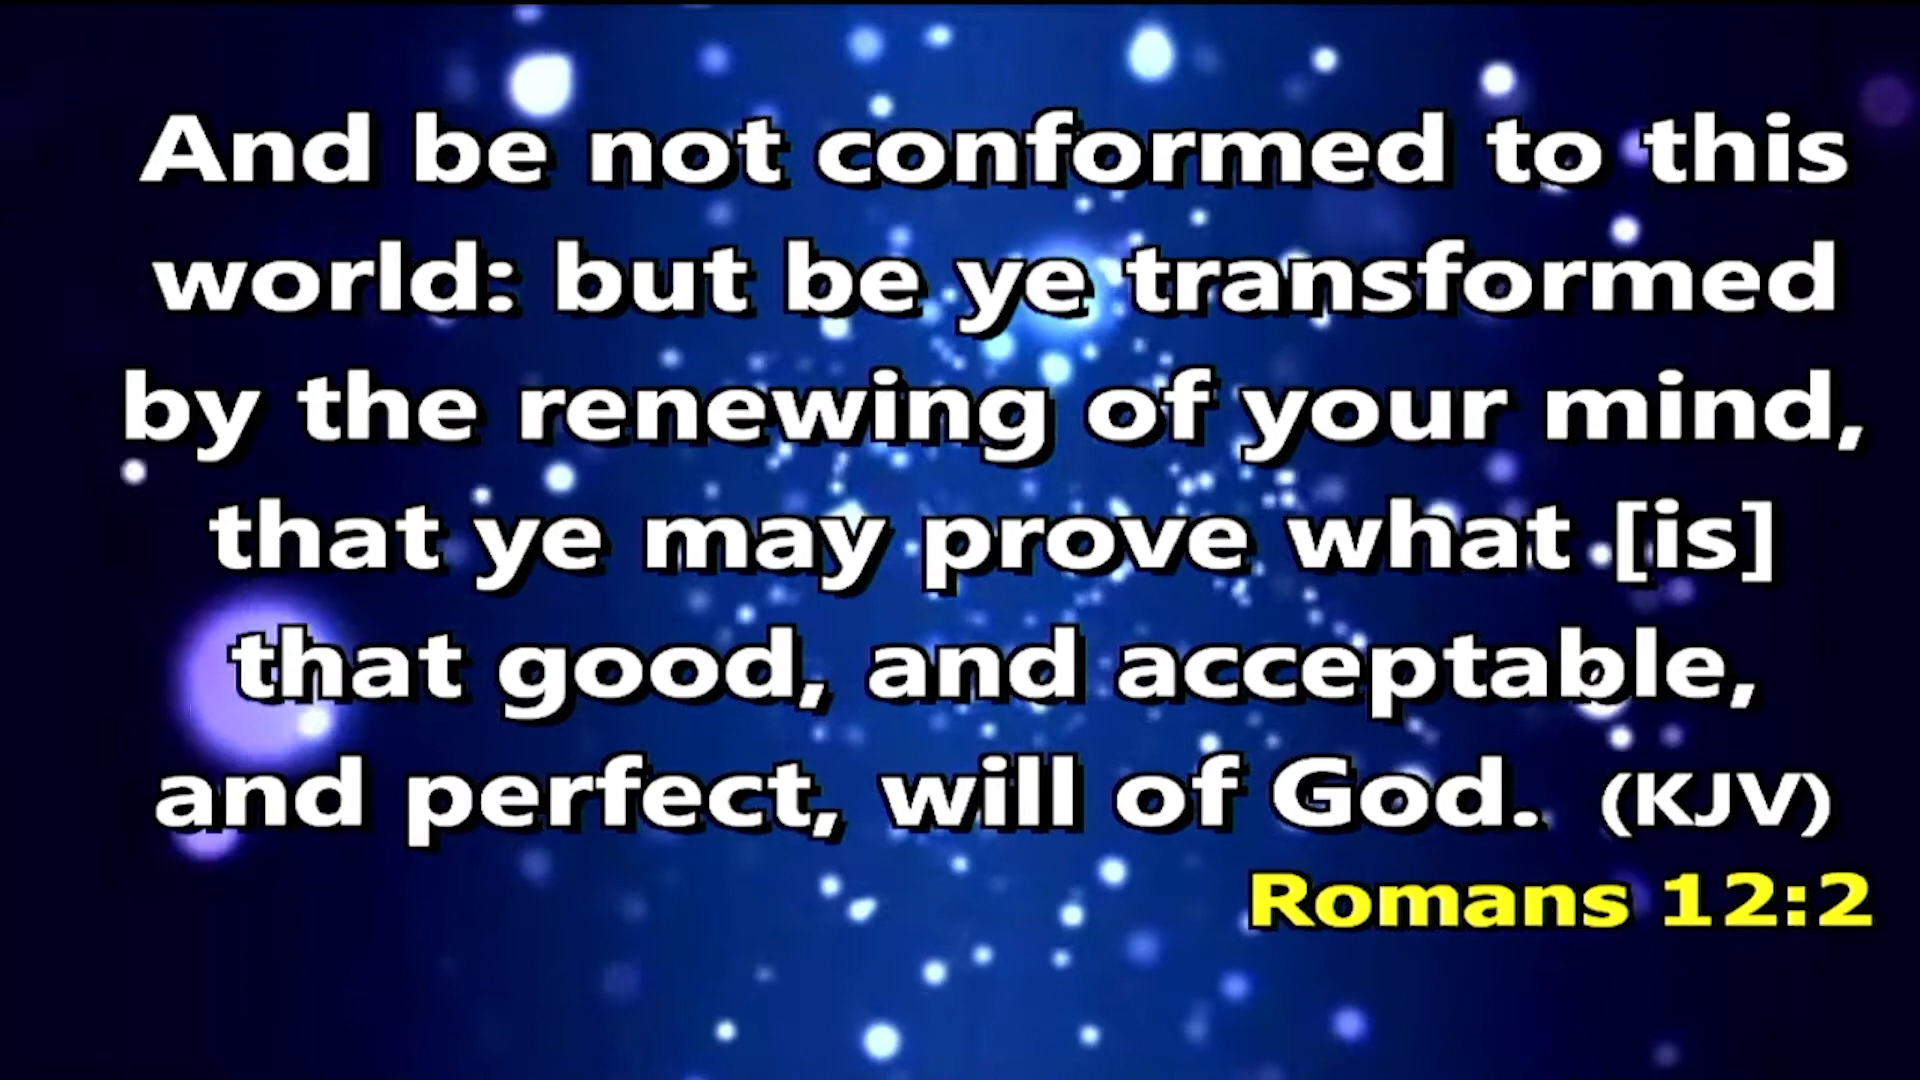 And be not conformed to this
world: but be ye transformed
by the renewing of your mind,
that ye may prove what [is]
that good, and acceptable,
and perfect, will of God. (KJV)
Romans 12:2